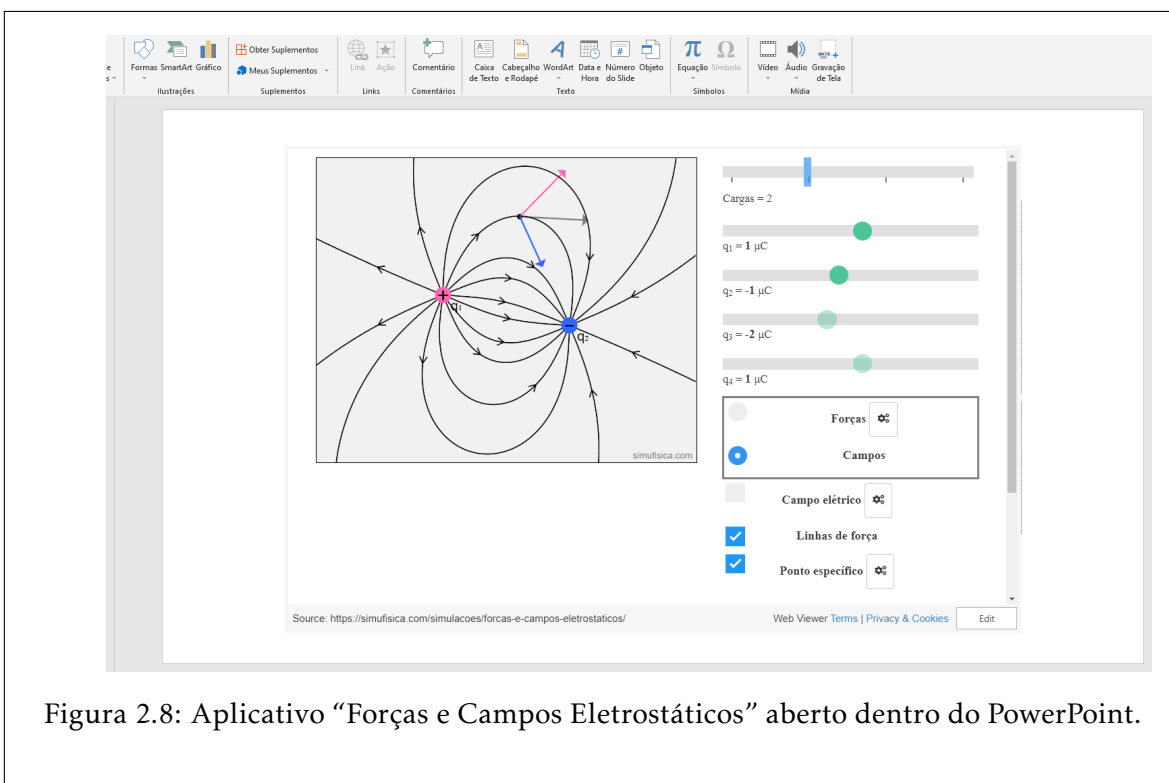 Obter Suplementos
Formas SmartArt Gráfico
Meus Suplementos
Link Ação
Comentário
Caixa de Texto
Cabeçalho e Rodapé
WordArt
Data e Hora
Número do Slide
Objeto
Equação Símbolo
Vídeo Áudio
Gravação de Tela
Ilustrações
Suplementos
Links
Comentários
Texto
Símbolos
Mídia
Cargas = 2
q₁ = 1 μC
q₂ = -1 μC
q₃ = -2 μC
q₄ = 1 μC
+
q₁
−
q₂
simufisica.com
Forças
Campos
Campo elétrico
Linhas de força
Ponto específico
Source: https://simufisica.com/simulacoes/forcas-e-campos-eletrostaticos/
Web Viewer Terms | Privacy & Cookies
Edit
Figura 2.8: Aplicativo “Forças e Campos Eletrostáticos” aberto dentro do PowerPoint.